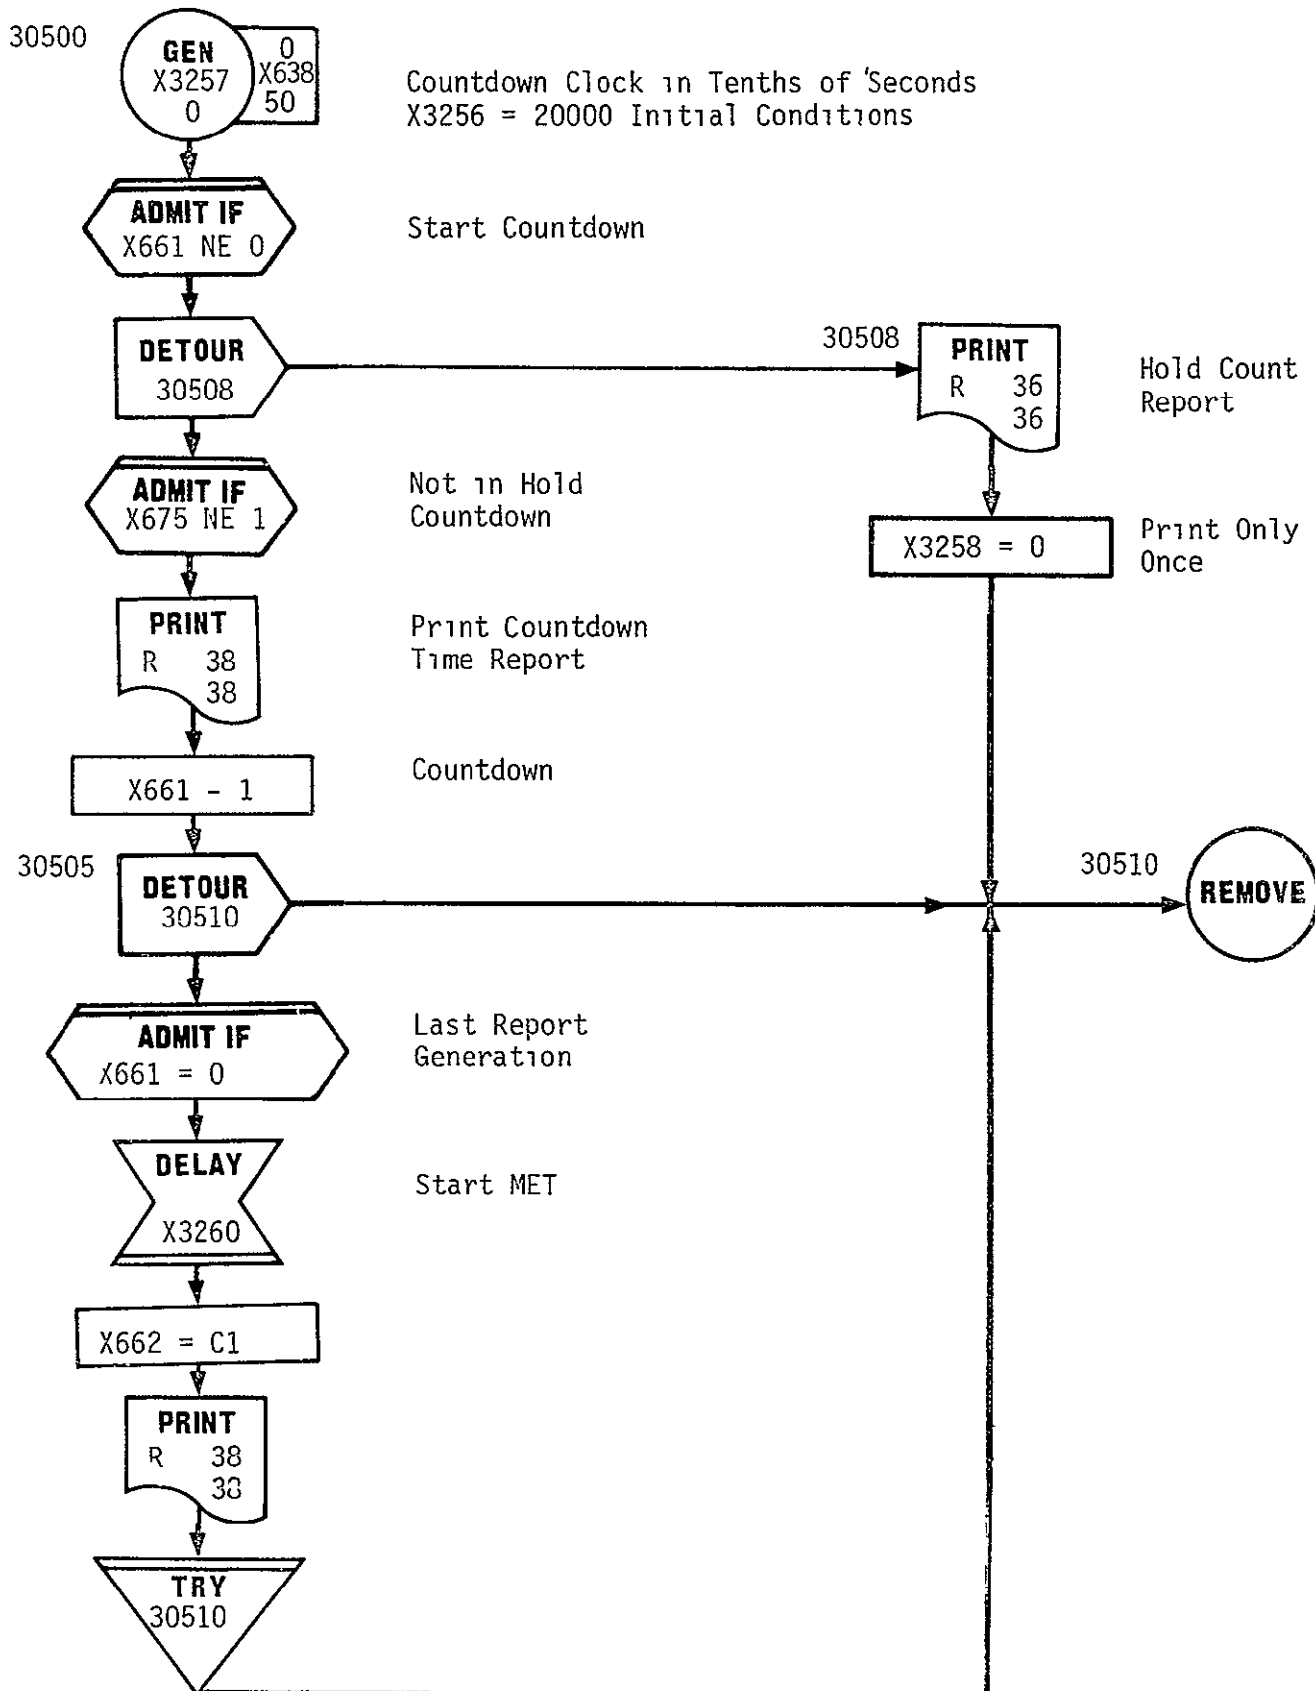 30500
GEN
X3257
0
0
X638
50
Countdown Clock in Tenths of Seconds
X3256 = 20000 Initial Conditions
ADMIT IF
X661 NE 0
Start Countdown
DETOUR
30508
30508
PRINT
R 36
36
Hold Count
Report
ADMIT IF
X675 NE 1
Not in Hold
Countdown
X3258 = 0
Print Only
Once
PRINT
R 38
38
Print Countdown
Time Report
X661 - 1
Countdown
30505
DETOUR
30510
30510
REMOVE
ADMIT IF
X661 = 0
Last Report
Generation
DELAY
X3260
Start MET
X662 = C1
PRINT
R 38
38
TRY
30510